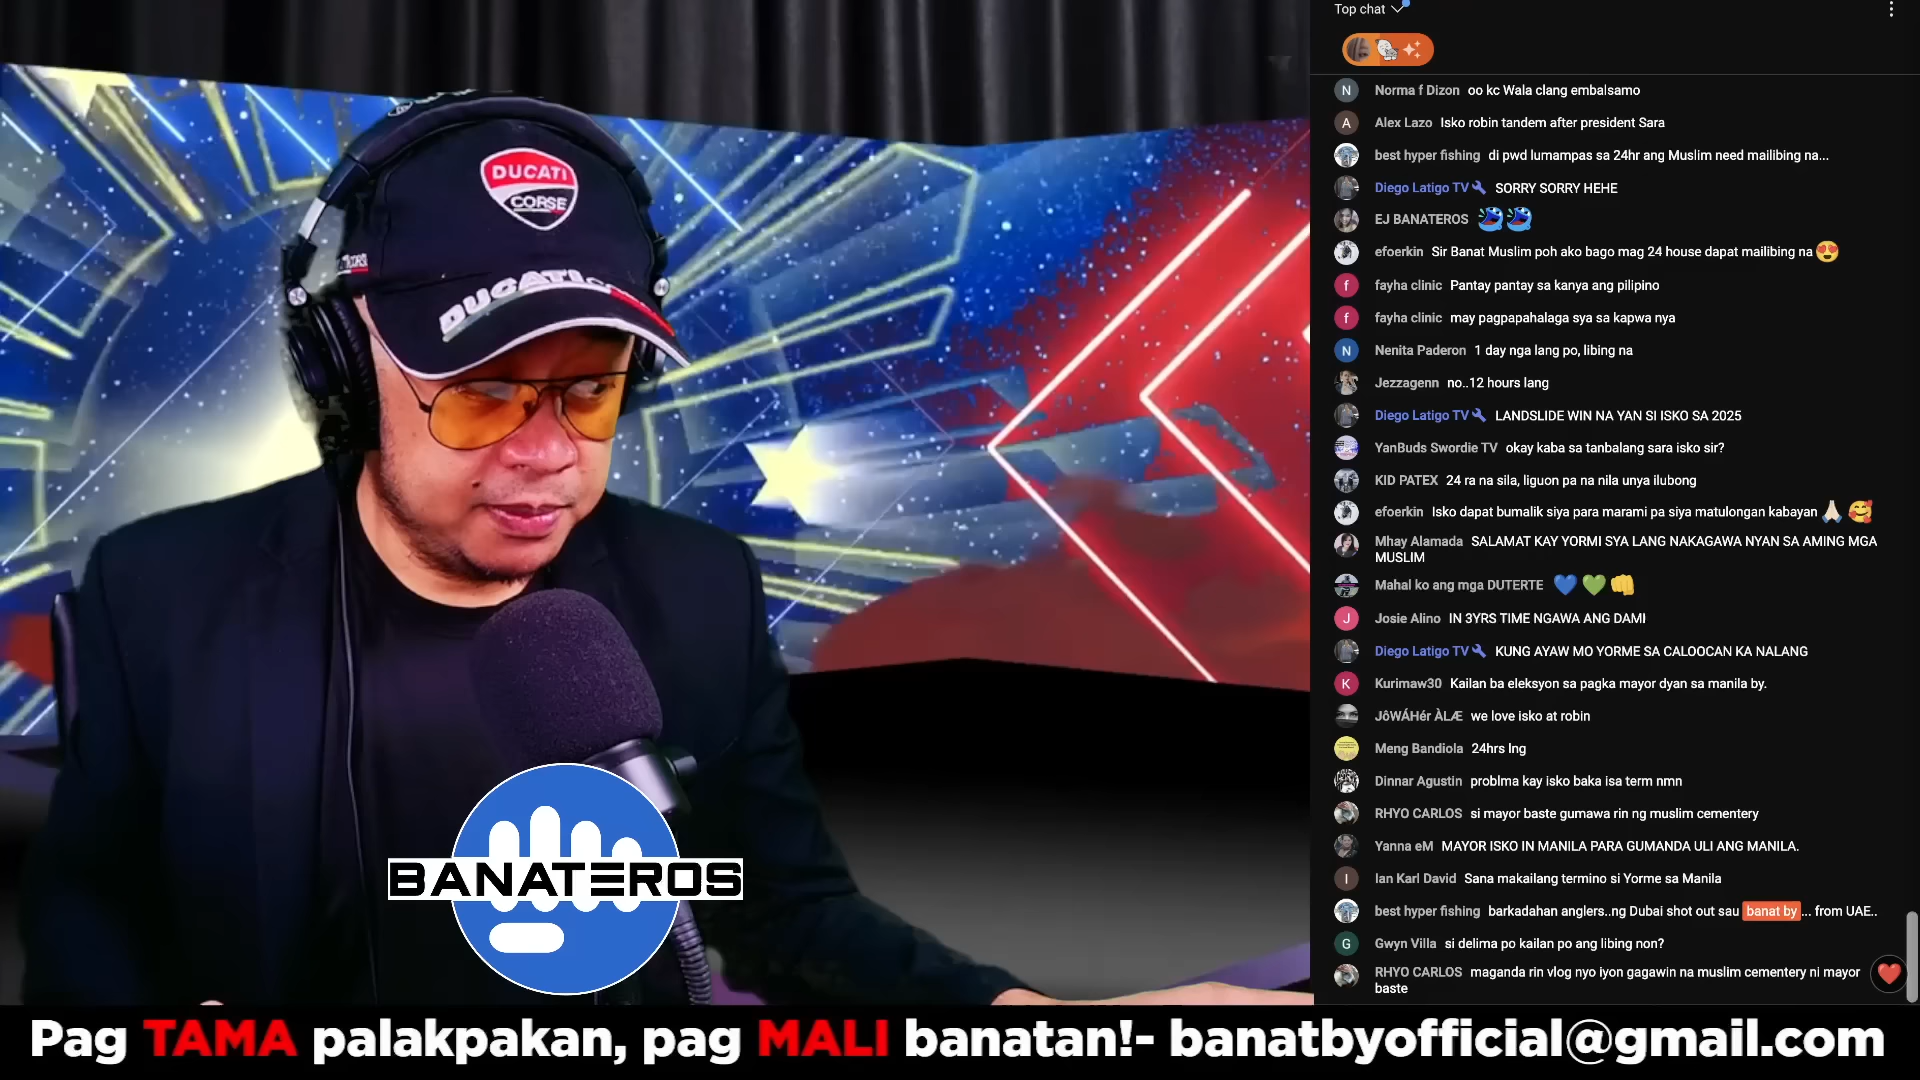 Top chat
N Norma f Dizon oo kc Wala clang embalsamo
A Alex Lazo Isko robin tandem after president Sara
best hyper fishing di pwd lumampas sa 24hr ang Muslim need mailibing na...
Diego Latigo TV SORRY SORRY HEHE
EJ BANATEROS
efoerkin Sir Banat Muslim poh ako bago mag 24 house dapat mailibing na😍
f fayha clinic Pantay pantay sa kanya ang pilipino
f fayha clinic may pagpapahalaga sya sa kapwa nya
N Nenita Paderon 1 day nga lang po, libing na
Jezzagenn no..12 hours lang
Diego Latigo TV LANDSLIDE WIN NA YAN SI ISKO SA 2025
YanBuds Swordie TV okay kaba sa tanbalang sara isko sir?
KID PATEX 24 ra na sila, liguon pa na nila unya ilubong
efoerkin Isko dapat bumalik siya para marami pa siya matulongan kabayan 🙏🏻 🥰
Mhay Alamada SALAMAT KAY YORMI SYA LANG NAKAGAWA NYAN SA AMING MGA
MUSLIM
Mahal ko ang mga DUTERTE 💙 💚 👊
J Josie Alino IN 3YRS TIME NGAWA ANG DAMI
Diego Latigo TV KUNG AYAW MO YORME SA CALOOCAN KA NALANG
K Kurimaw30 Kailan ba eleksyon sa pagka mayor dyan sa manila by.
JôWÁHér ÀLÆ we love isko at robin
Meng Bandiola 24hrs lng
Dinnar Agustin problma kay isko baka isa term nmn
RHYO CARLOS si mayor baste gumawa rin ng muslim cementery
Yanna eM MAYOR ISKO IN MANILA PARA GUMANDA ULI ANG MANILA.
I Ian Karl David Sana makailang termino si Yorme sa Manila
best hyper fishing barkadahan anglers..ng Dubai shot out sau banat by... from UAE..
G Gwyn Villa si delima po kailan po ang libing non?
RHYO CARLOS maganda rin vlog nyo iyon gagawin na muslim cementery ni mayor
baste
DUCATI
CORSE
DUCATI
BANATEROS
Pag TAMA palakpakan, pag MALI banatan!- banatbyofficial@gmail.com